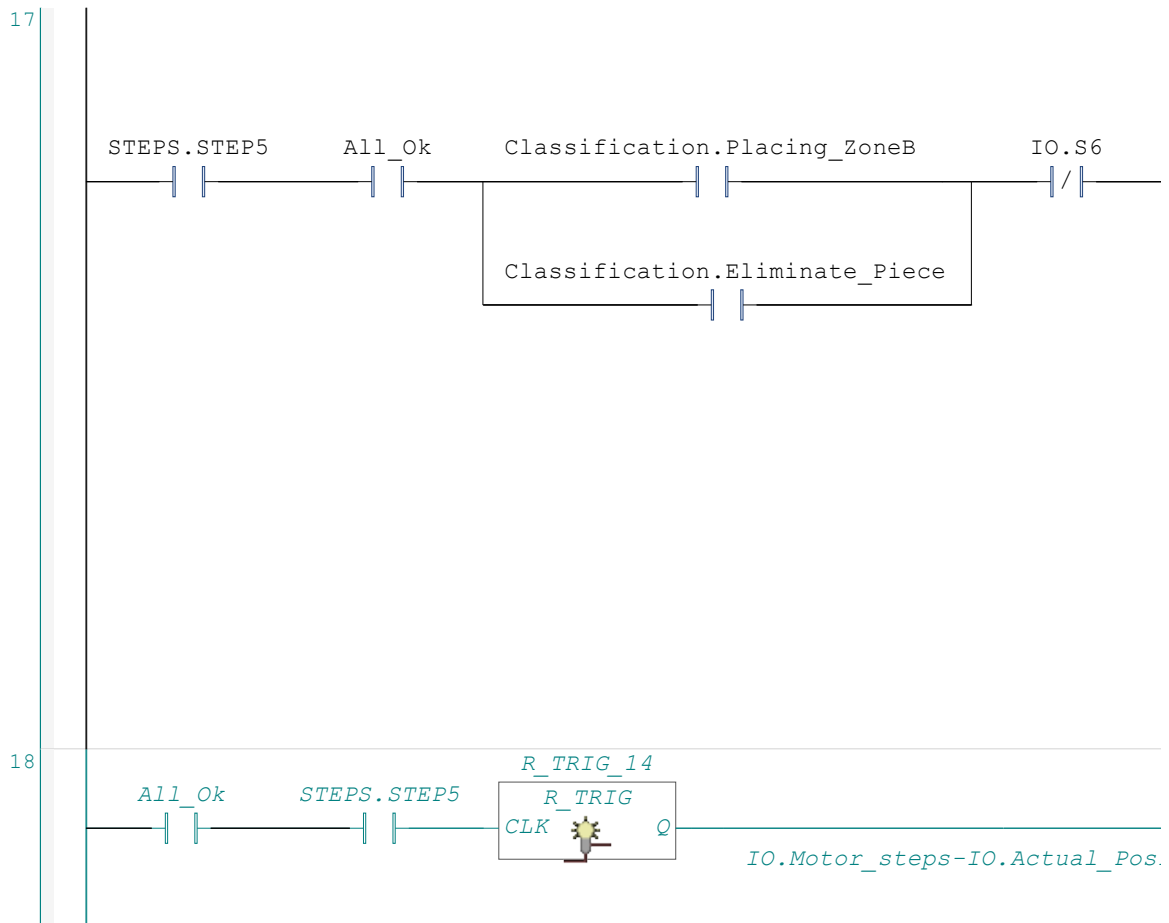 17
STEPS.STEP5 All_Ok Classification.Placing_ZoneB IO.S6
/
Classification.Eliminate_Piece
18
R_TRIG_14
All_Ok STEPS.STEP5 R_TRIG
CLK Q
IO.Motor_steps-IO.Actual_Pos